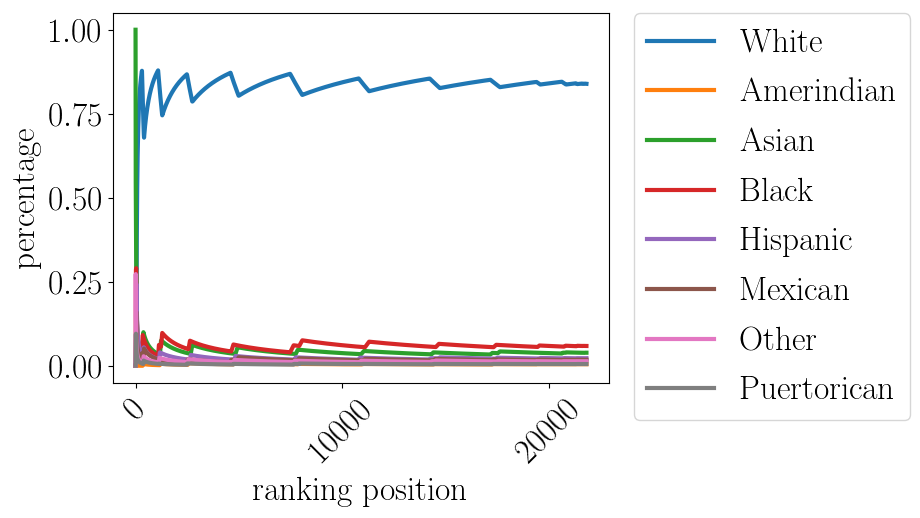 1.00
0.75
0.50
0.25
0.00
percentage
0
10000
20000
ranking position
White
Amerindian
Asian
Black
Hispanic
Mexican
Other
Puertorican